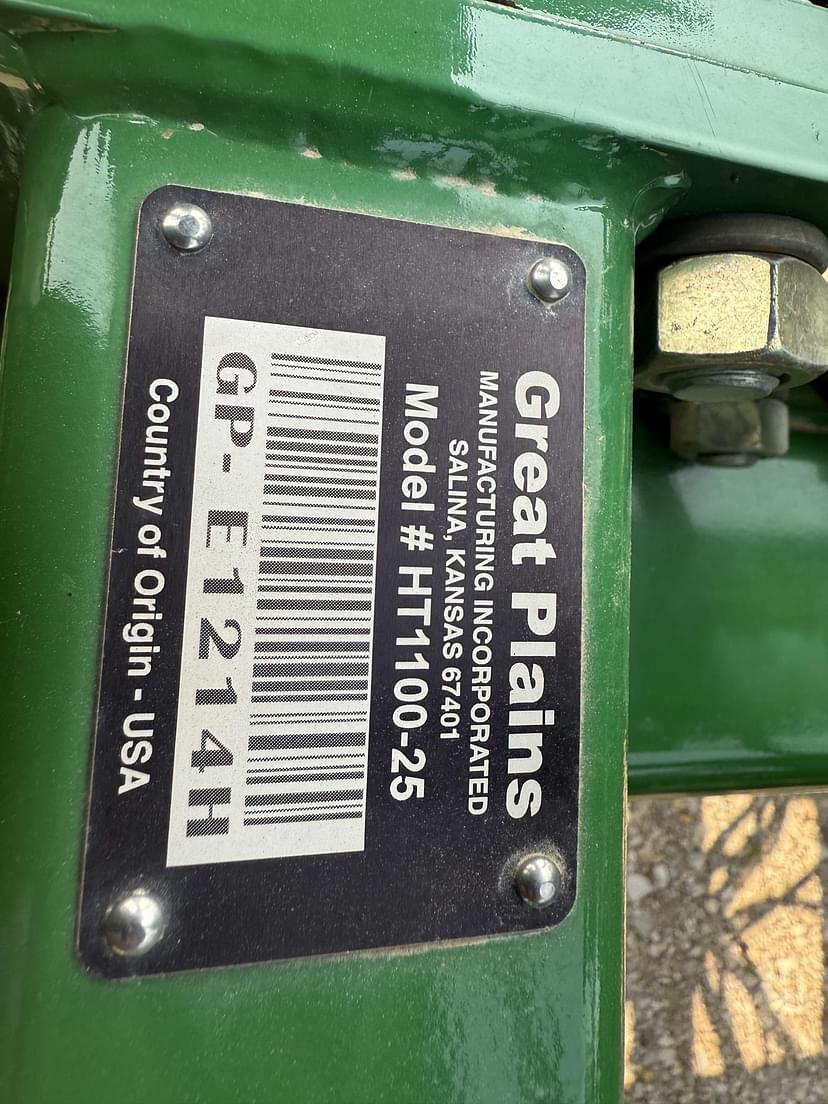 Great Plains
MANUFACTURING INCORPORATED
SALINA, KANSAS 67401
Model # HT1100-25
GP- E1214H
Country of Origin - USA